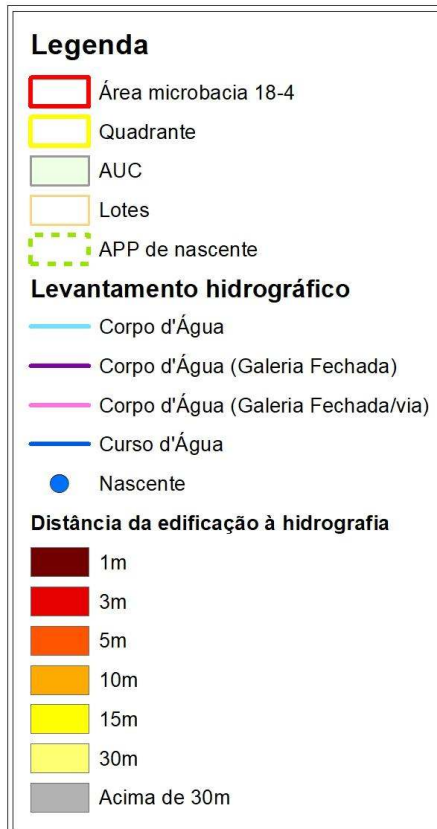 Legenda
Área microbacia 18-4
Quadrante
AUC
Lotes
APP de nascente
Levantamento hidrográfico
Corpo d'Água
Corpo d'Água (Galeria Fechada)
Corpo d'Água (Galeria Fechada/via)
Curso d'Água
Nascente
Distância da edificação à hidrografia
1m
3m
5m
10m
15m
30m
Acima de 30m